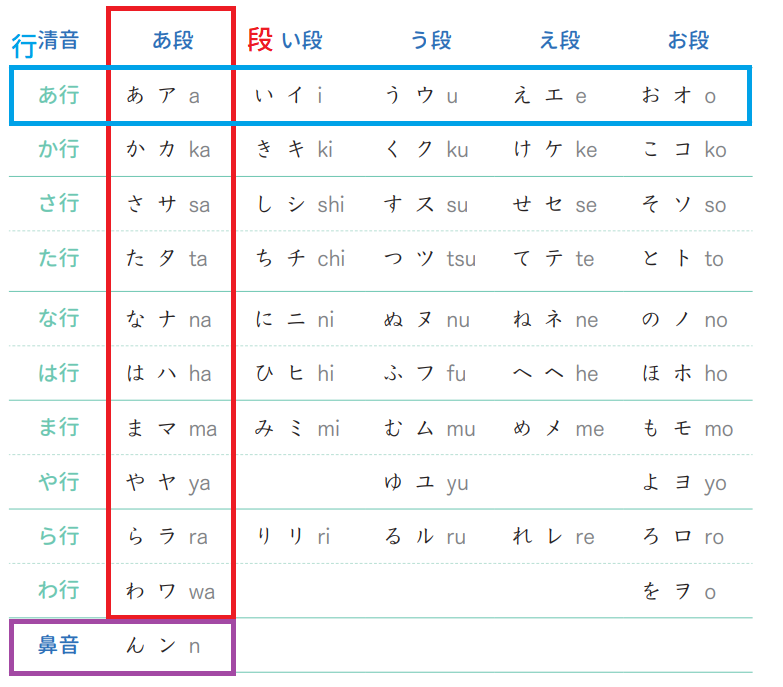 行 清音 あ段 段 い段 う段 え段 お段
あ行 あ ア a い イ i う ウ u え エ e お オ o
か行 か カ ka き キ ki く ク ku け ケ ke こ コ ko
さ行 さ サ sa し シ shi す ス su せ セ se そ ソ so
た行 た タ ta ち チ chi つ ツ tsu て テ te と ト to
な行 な ナ na に ニ ni ぬ ヌ nu ね ネ ne の ノ no
は行 は ハ ha ひ ヒ hi ふ フ fu へ ヘ he ほ ホ ho
ま行 ま マ ma み ミ mi む ム mu め メ me も モ mo
や行 や ヤ ya ゆ ユ yu よ ヨ yo
ら行 ら ラ ra り リ ri る ル ru れ レ re ろ ロ ro
わ行 わ ワ wa を ヲ o
鼻音 ん ン n